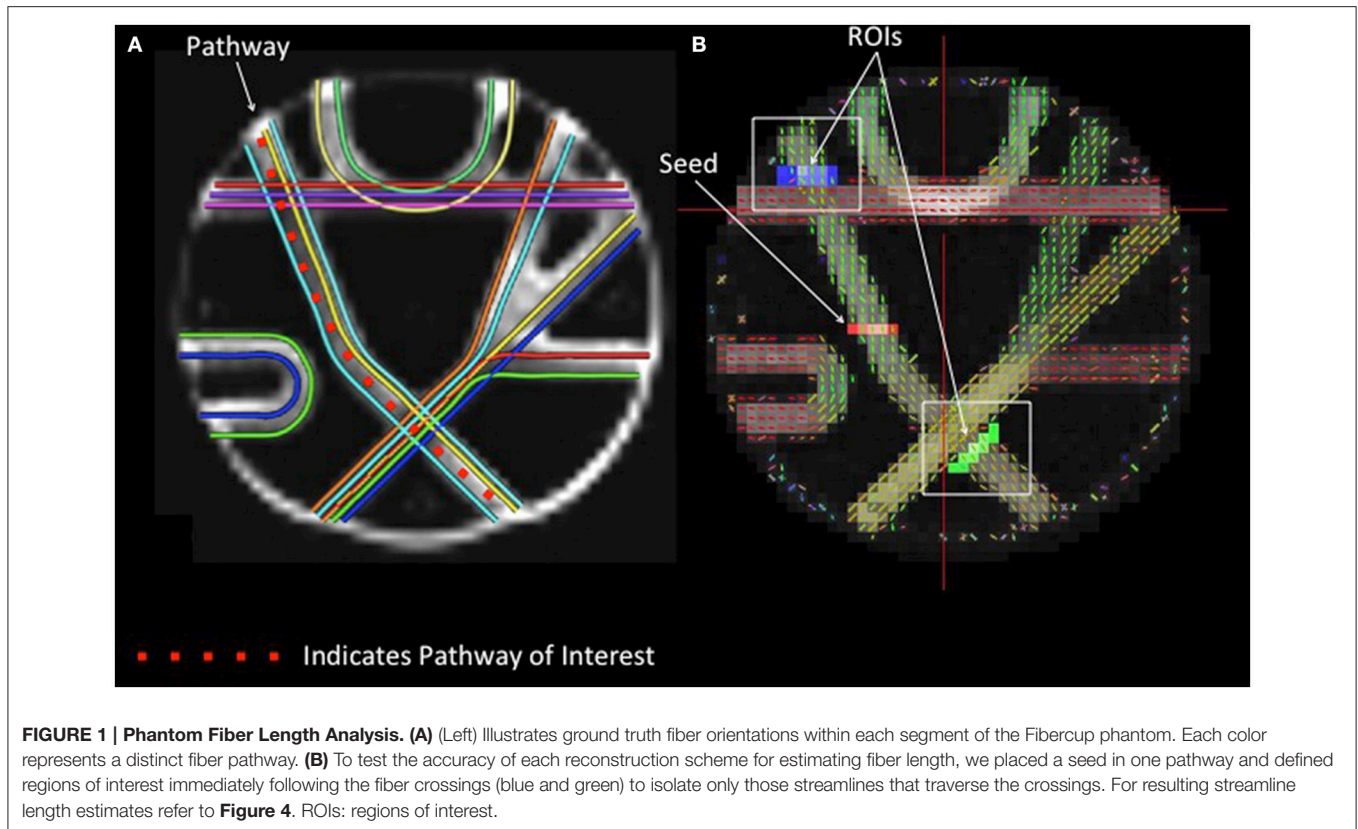 A
Pathway
Indicates Pathway of Interest
B
ROIs
Seed
FIGURE 1 | Phantom Fiber Length Analysis. (A) (Left) Illustrates ground truth fiber orientations within each segment of the Fibercup phantom. Each color
represents a distinct fiber pathway. (B) To test the accuracy of each reconstruction scheme for estimating fiber length, we placed a seed in one pathway and defined
regions of interest immediately following the fiber crossings (blue and green) to isolate only those streamlines that traverse the crossings. For resulting streamline
length estimates refer to Figure 4. ROIs: regions of interest.